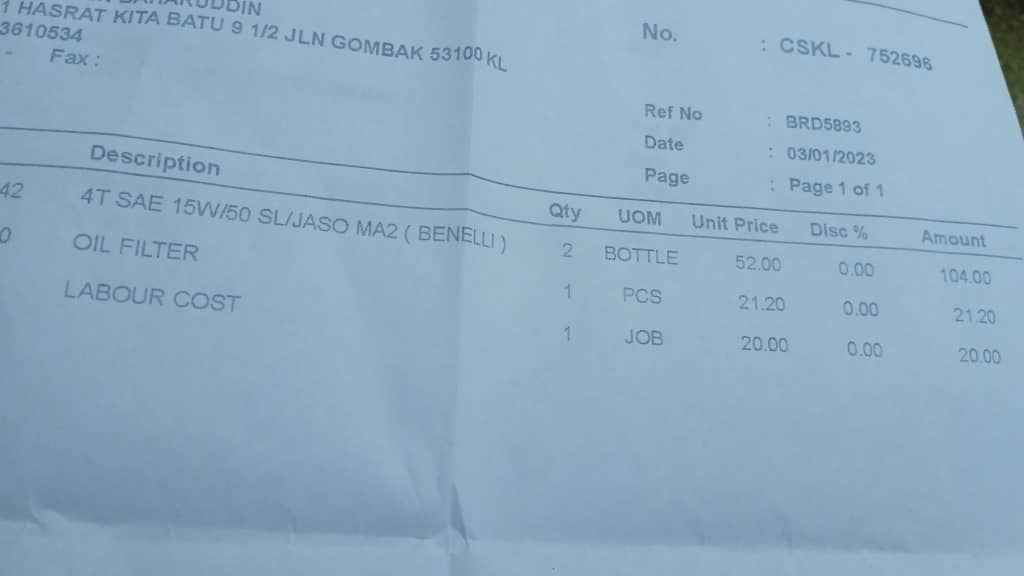 1 HASRAT KITA BATU 9 1/2 JLN GOMBAK 53100 KL
3610534
- Fax :
No. : CSKL - 752696
Ref No : BRD5893
Date : 03/01/2023
Page : Page 1 of 1
Description Qty UOM Unit Price Disc % Amount
42 4T SAE 15W/50 SL/JASO MA2 ( BENELLI ) 2 BOTTLE 52.00 0.00 104.00
0 OIL FILTER 1 PCS 21.20 0.00 21.20
LABOUR COST 1 JOB 20.00 0.00 20.00